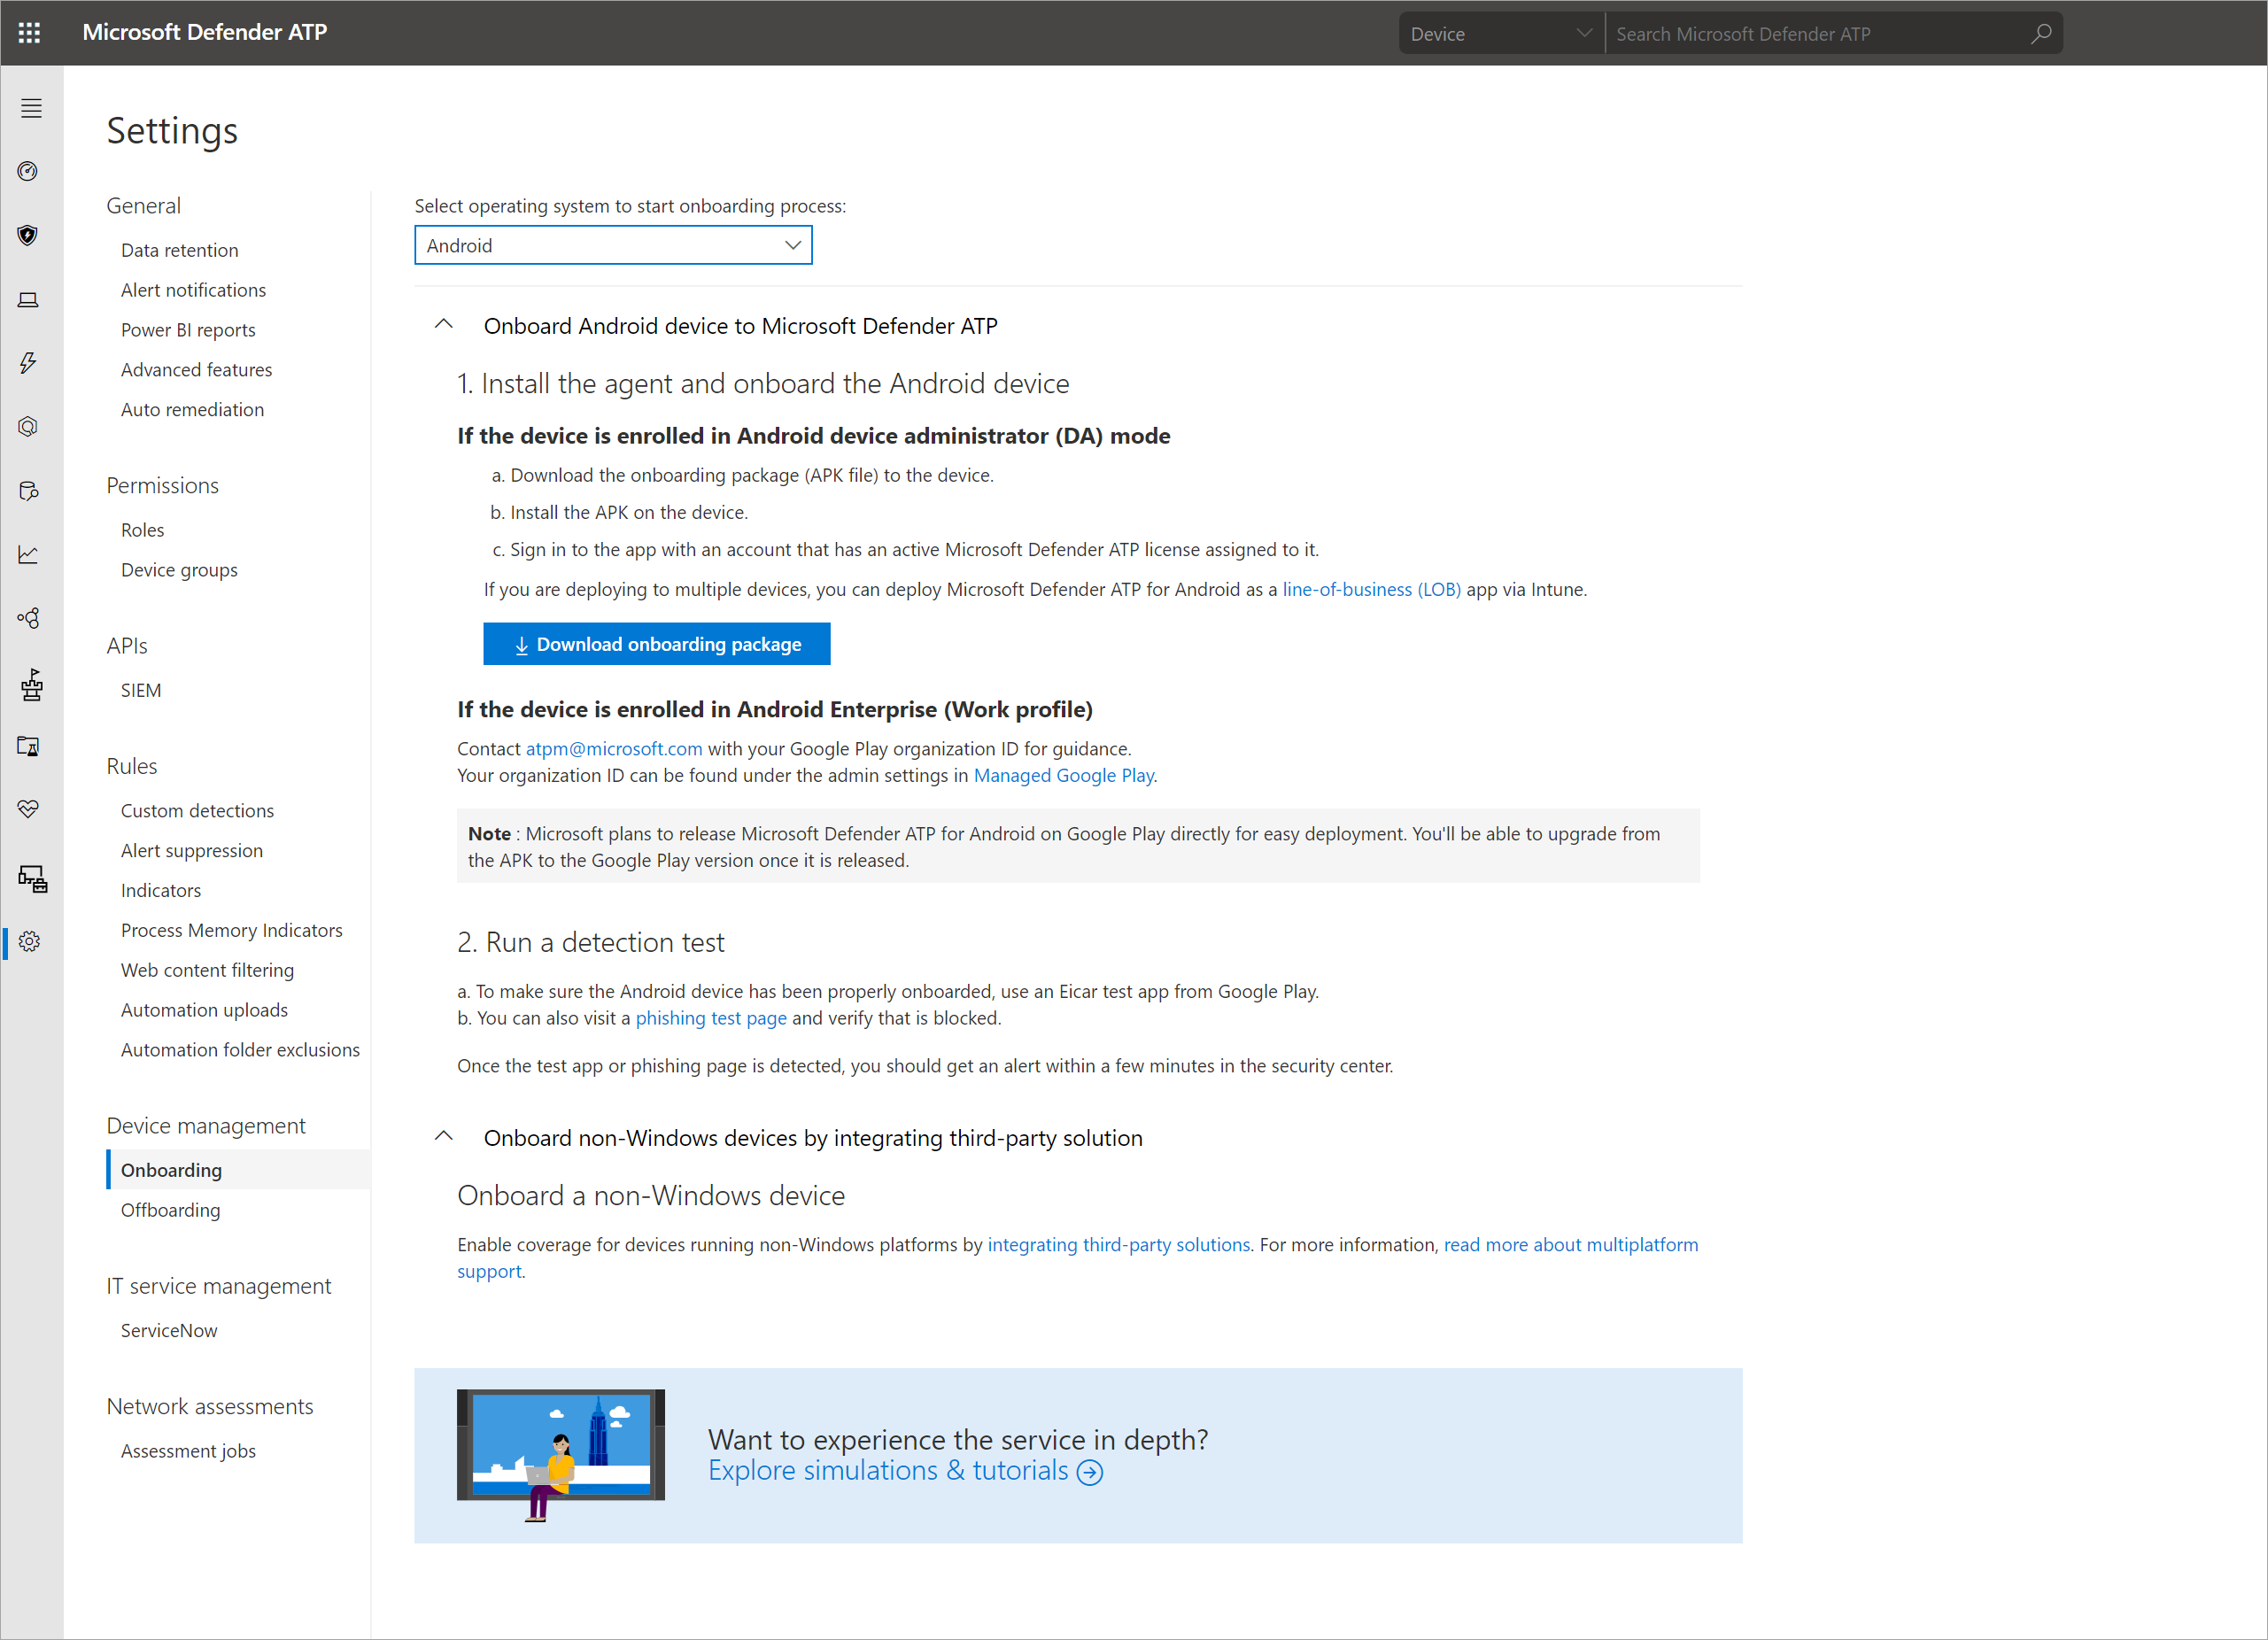 Microsoft Defender ATP
Device
Search Microsoft Defender ATP
Settings
General
Data retention
Alert notifications
Power BI reports
Advanced features
Auto remediation
Permissions
Roles
Device groups
APIs
SIEM
Rules
Custom detections
Alert suppression
Indicators
Process Memory Indicators
Web content filtering
Automation uploads
Automation folder exclusions
Device management
Onboarding
Offboarding
IT service management
ServiceNow
Network assessments
Assessment jobs
Select operating system to start onboarding process:
Android
Onboard Android device to Microsoft Defender ATP
1. Install the agent and onboard the Android device
If the device is enrolled in Android device administrator (DA) mode
a. Download the onboarding package (APK file) to the device.
b. Install the APK on the device.
c. Sign in to the app with an account that has an active Microsoft Defender ATP license assigned to it.
If you are deploying to multiple devices, you can deploy Microsoft Defender ATP for Android as a line-of-business (LOB) app via Intune.
Download onboarding package
If the device is enrolled in Android Enterprise (Work profile)
Contact atpm@microsoft.com with your Google Play organization ID for guidance.
Your organization ID can be found under the admin settings in Managed Google Play.
Note : Microsoft plans to release Microsoft Defender ATP for Android on Google Play directly for easy deployment. You'll be able to upgrade from
the APK to the Google Play version once it is released.
2. Run a detection test
a. To make sure the Android device has been properly onboarded, use an Eicar test app from Google Play.
b. You can also visit a phishing test page and verify that is blocked.
Once the test app or phishing page is detected, you should get an alert within a few minutes in the security center.
Onboard non-Windows devices by integrating third-party solution
Onboard a non-Windows device
Enable coverage for devices running non-Windows platforms by integrating third-party solutions. For more information, read more about multiplatform
support.
Want to experience the service in depth?
Explore simulations & tutorials